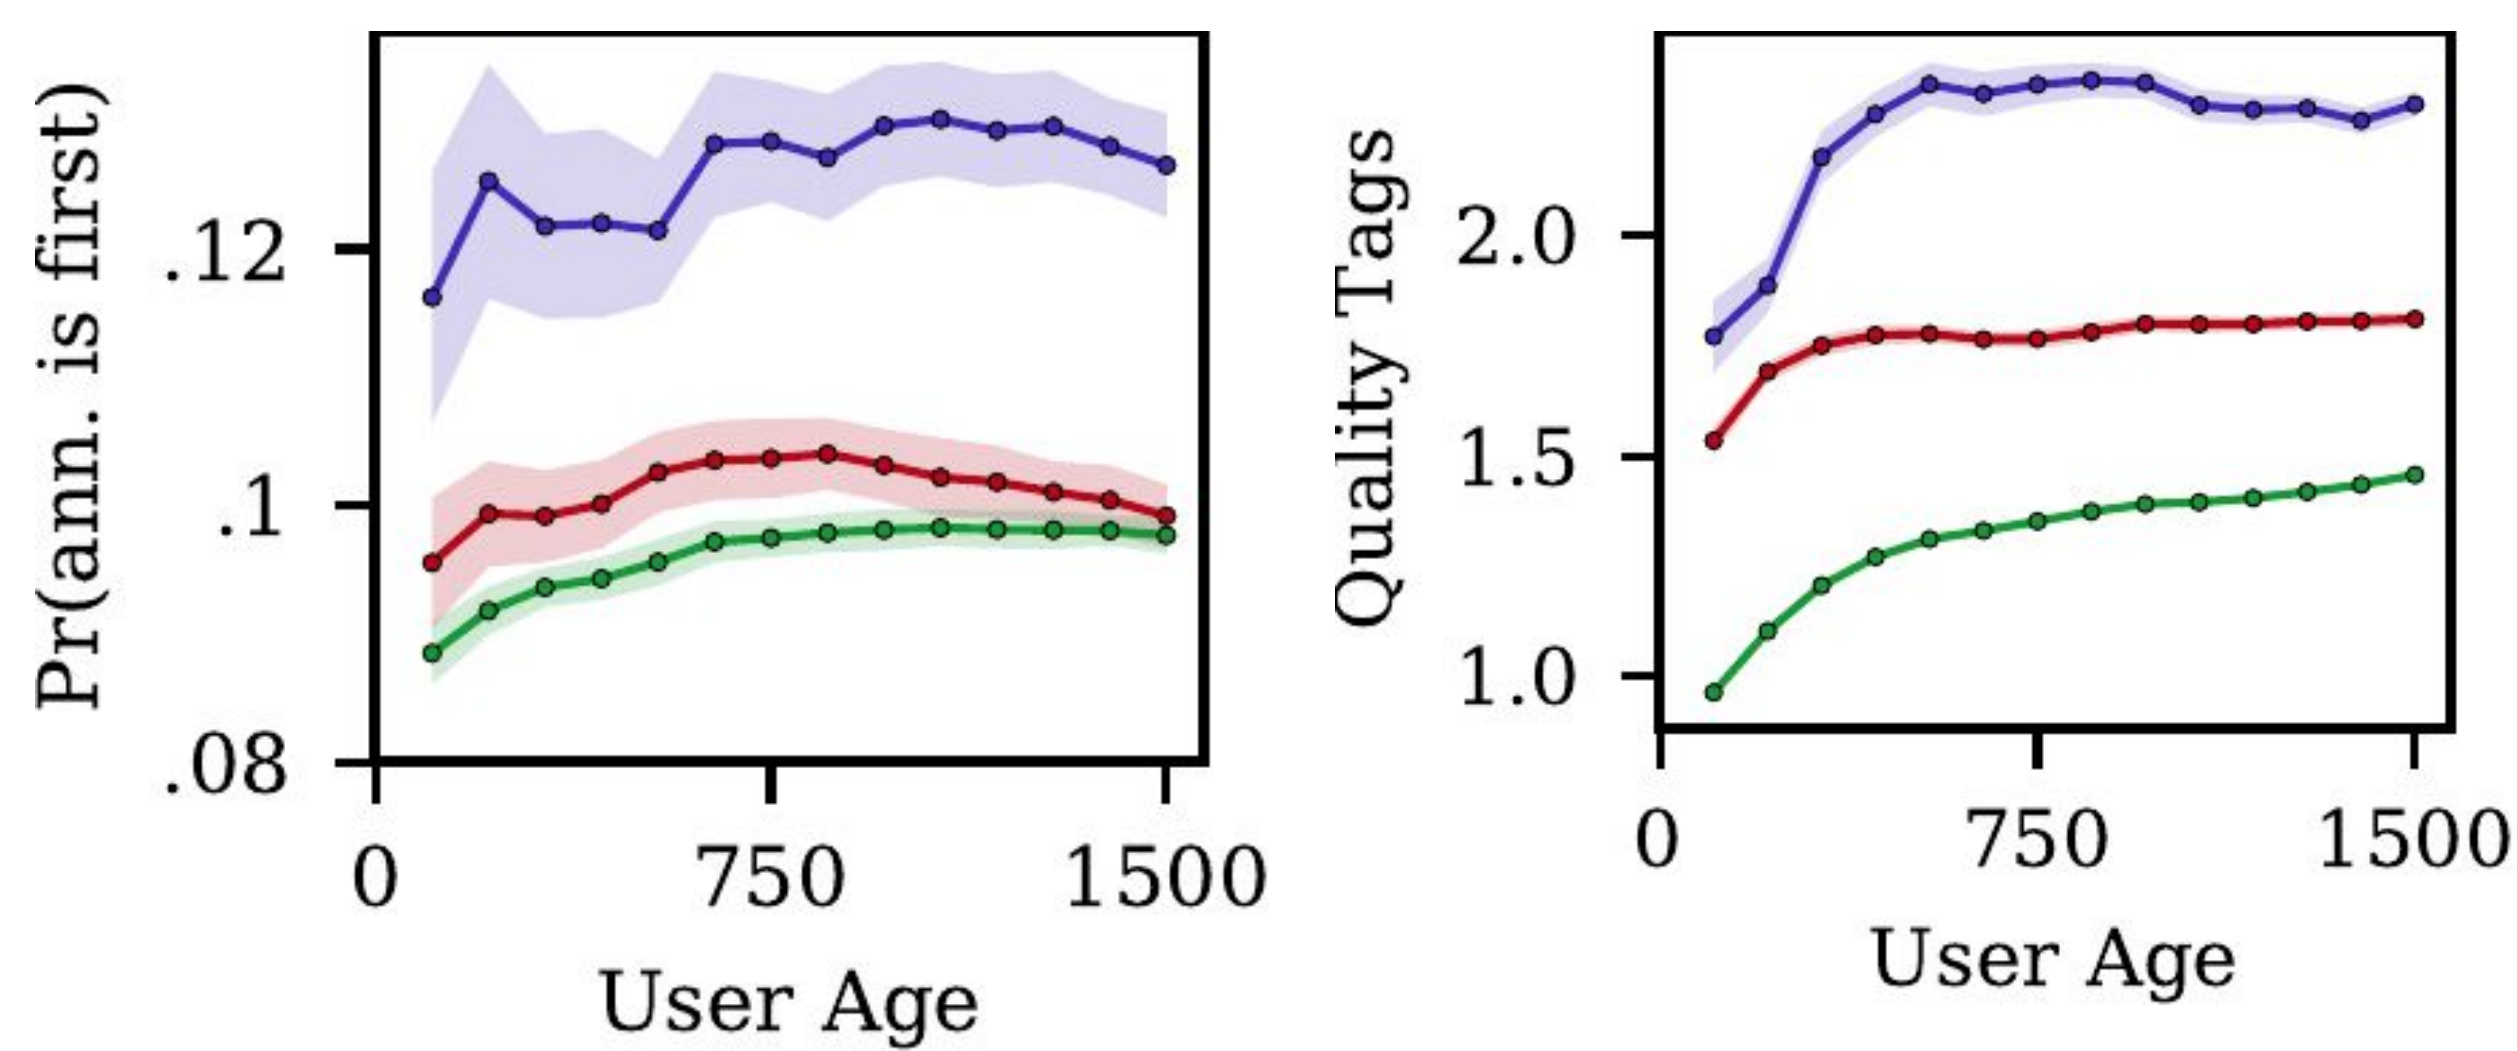 Pr(ann. is first)
.12
.1
.08
0 750 1500
User Age
Quality Tags
2.0
1.5
1.0
0 750 1500
User Age